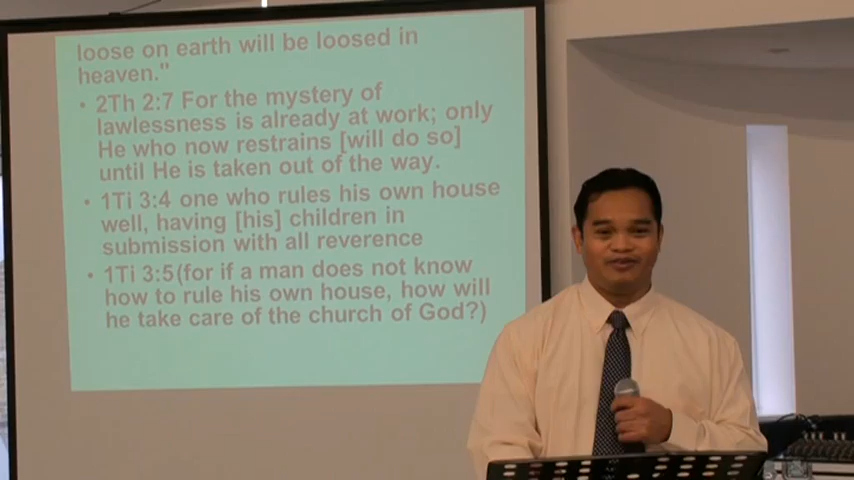 loose on earth will be loosed in
heaven."
• 2Th 2:7 For the mystery of
lawlessness is already at work; only
He who now restrains [will do so]
until He is taken out of the way.
• 1Ti 3:4 one who rules his own house
well, having [his] children in
submission with all reverence
• 1Ti 3:5(for if a man does not know
how to rule his own house, how will
he take care of the church of God?)